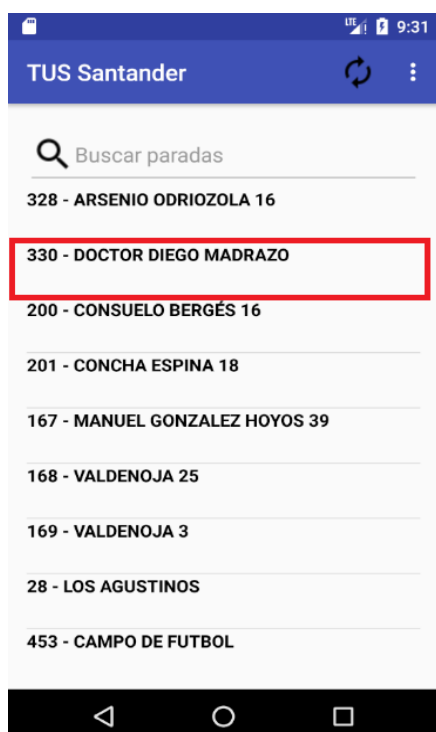 LTE 9:31
TUS Santander
Buscar paradas
328 - ARSENIO ODRIOZOLA 16
330 - DOCTOR DIEGO MADRAZO
200 - CONSUELO BERGÉS 16
201 - CONCHA ESPINA 18
167 - MANUEL GONZALEZ HOYOS 39
168 - VALDENOJA 25
169 - VALDENOJA 3
28 - LOS AGUSTINOS
453 - CAMPO DE FUTBOL